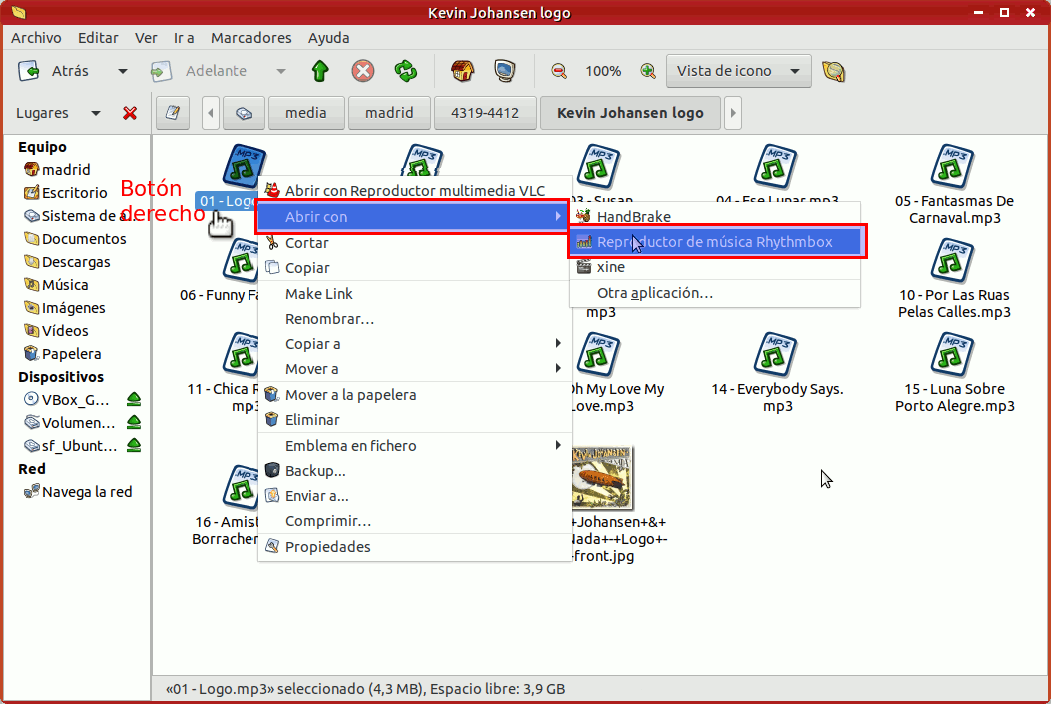 Kevin Johansen logo
Archivo Editar Ver Ir a Marcadores Ayuda
Atrás Adelante 100% Vista de icono
Lugares media madrid 4319-4412 Kevin Johansen logo
Equipo
madrid
Escritorio
Sistema de a
Documentos
Descargas
Música
Imágenes
Vídeos
Papelera
Dispositivos
VBox_G...
Volumen...
sf_Ubunt...
Red
Navega la red
Botón
derecho
01 - Logo
03 - Susan
04 - Ese Lunar.mp3
05 - Fantasmas De
Carnaval.mp3
06 - Funny Fa
mp3
10 - Por Las Ruas
Pelas Calles.mp3
11 - Chica
mp3
Oh My Love My
Love.mp3
14 - Everybody Says.
mp3
15 - Luna Sobre
Porto Alegre.mp3
16 - Amist
Borracher
KEVIN JOHANSEN
+Johansen+&+
Nada+-+Logo+-
-front.jpg
Abrir con Reproductor multimedia VLC
Abrir con
Cortar
Copiar
Make Link
Renombrar...
Copiar a
Mover a
Mover a la papelera
Eliminar
Emblema en fichero
Backup...
Enviar a...
Comprimir...
Propiedades
HandBrake
Reproductor de música Rhythmbox
xine
Otra aplicación...
«01 - Logo.mp3» seleccionado (4,3 MB), Espacio libre: 3,9 GB